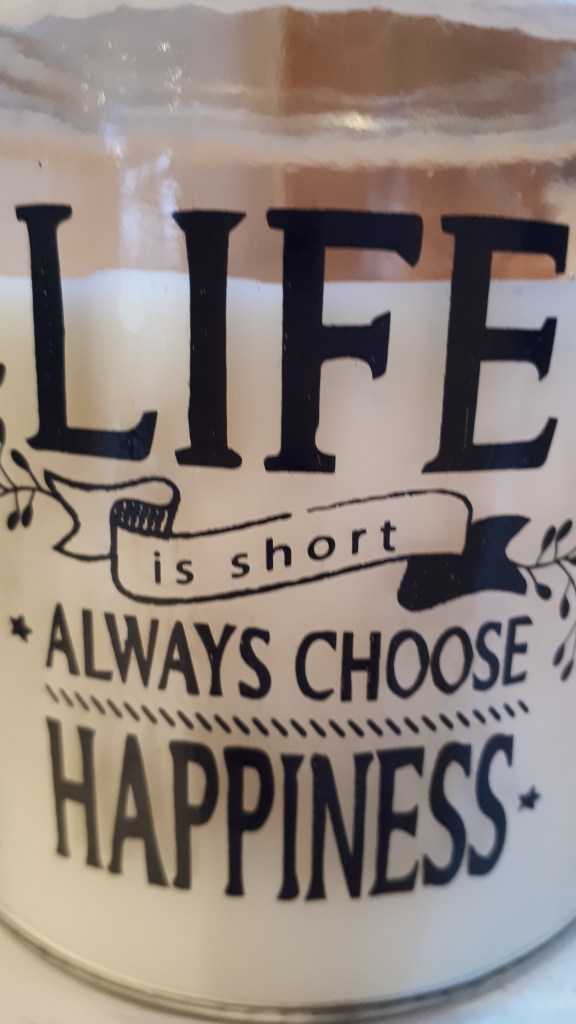 LIFE
is short
ALWAYS CHOOSE
HAPPINESS